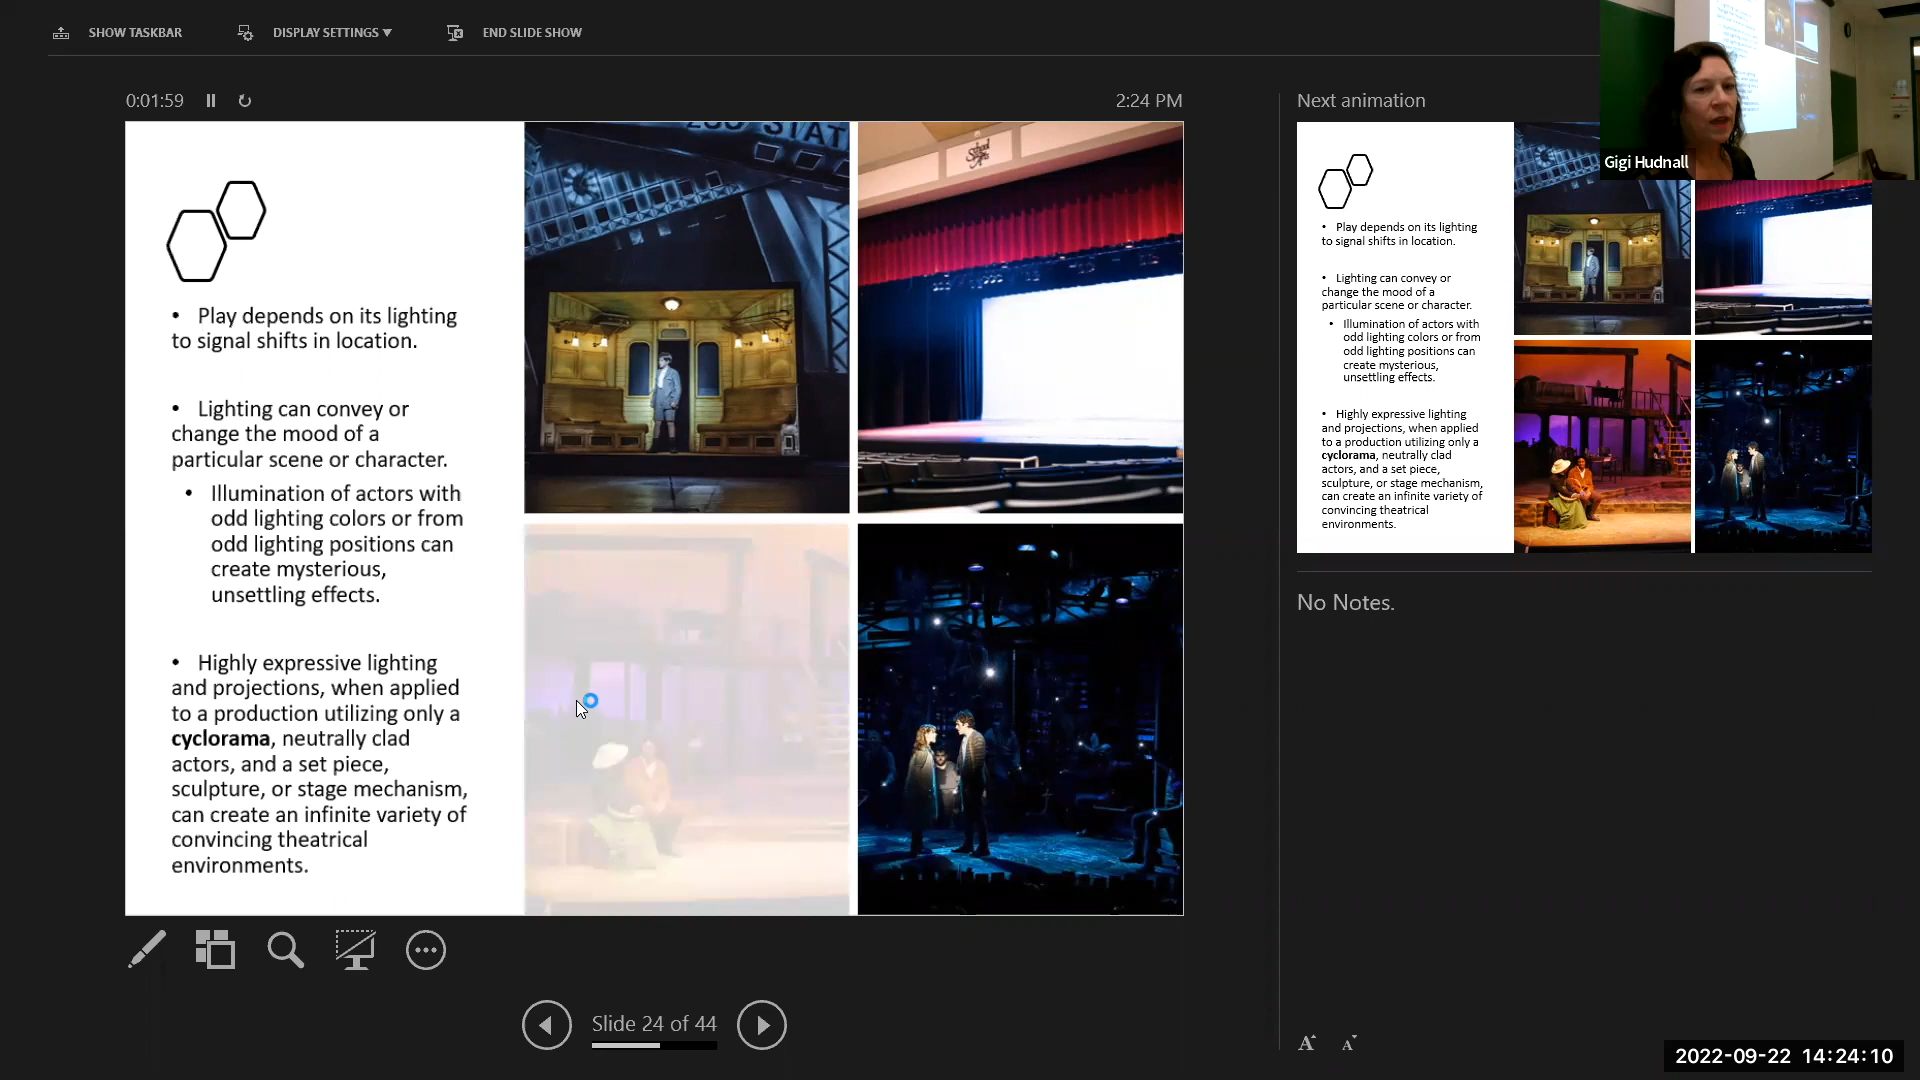 SHOW TASKBAR
DISPLAY SETTINGS ▼
END SLIDE SHOW
0:01:59
2:24 PM
• Play depends on its lighting
to signal shifts in location.
• Lighting can convey or
change the mood of a
particular scene or character.
• Illumination of actors with
odd lighting colors or from
odd lighting positions can
create mysterious,
unsettling effects.
• Highly expressive lighting
and projections, when applied
to a production utilizing only a
cyclorama, neutrally clad
actors, and a set piece,
sculpture, or stage mechanism,
can create an infinite variety of
convincing theatrical
environments.
School
Arts
Slide 24 of 44
Next animation
Gigi Hudnall
• Play depends on its lighting
to signal shifts in location.
• Lighting can convey or
change the mood of a
particular scene or character.
• Illumination of actors with
odd lighting colors or from
odd lighting positions can
create mysterious,
unsettling effects.
• Highly expressive lighting
and projections, when applied
to a production utilizing only a
cyclorama, neutrally clad
actors, and a set piece,
sculpture, or stage mechanism,
can create an infinite variety of
convincing theatrical
environments.
No Notes.
A A
2022-09-22 14:24:10